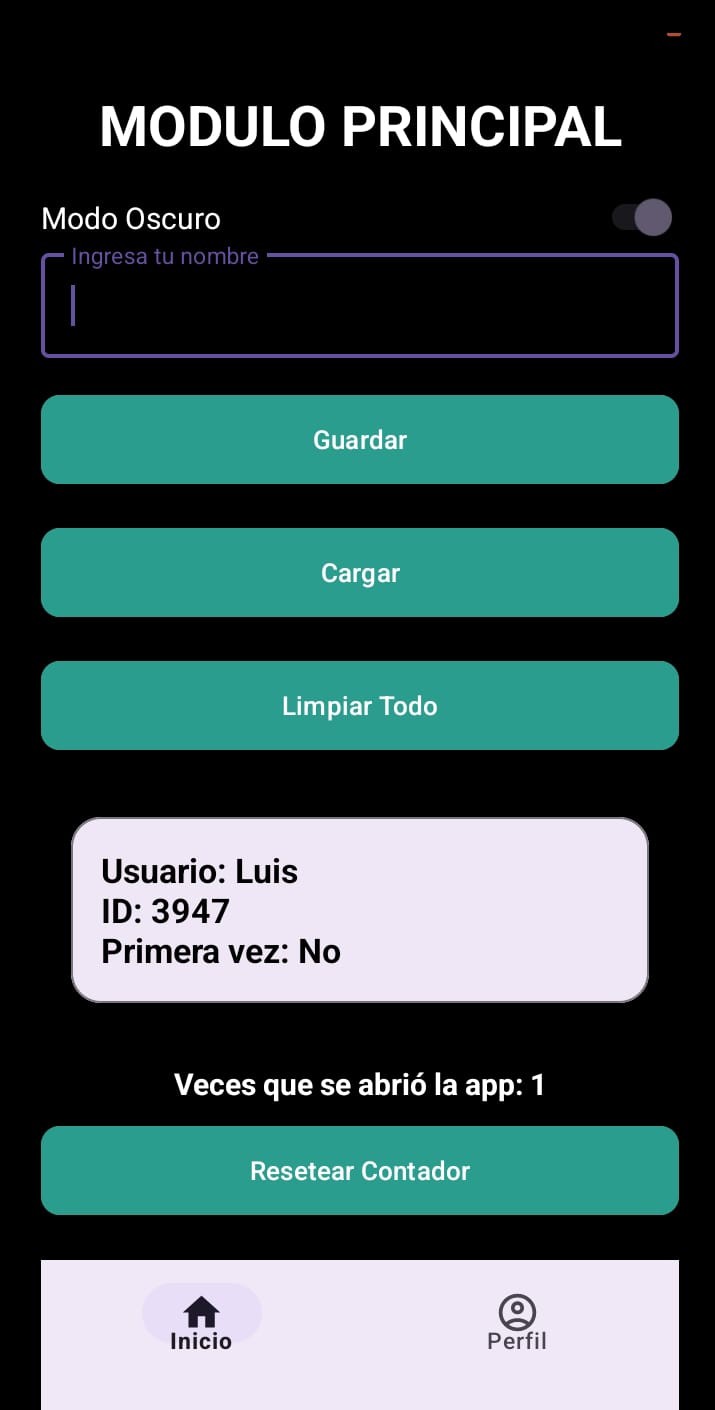 MODULO PRINCIPAL
Modo Oscuro
Ingresa tu nombre
Guardar
Cargar
Limpiar Todo
Usuario: Luis
ID: 3947
Primera vez: No
Veces que se abrió la app: 1
Resetear Contador
Inicio
Perfil